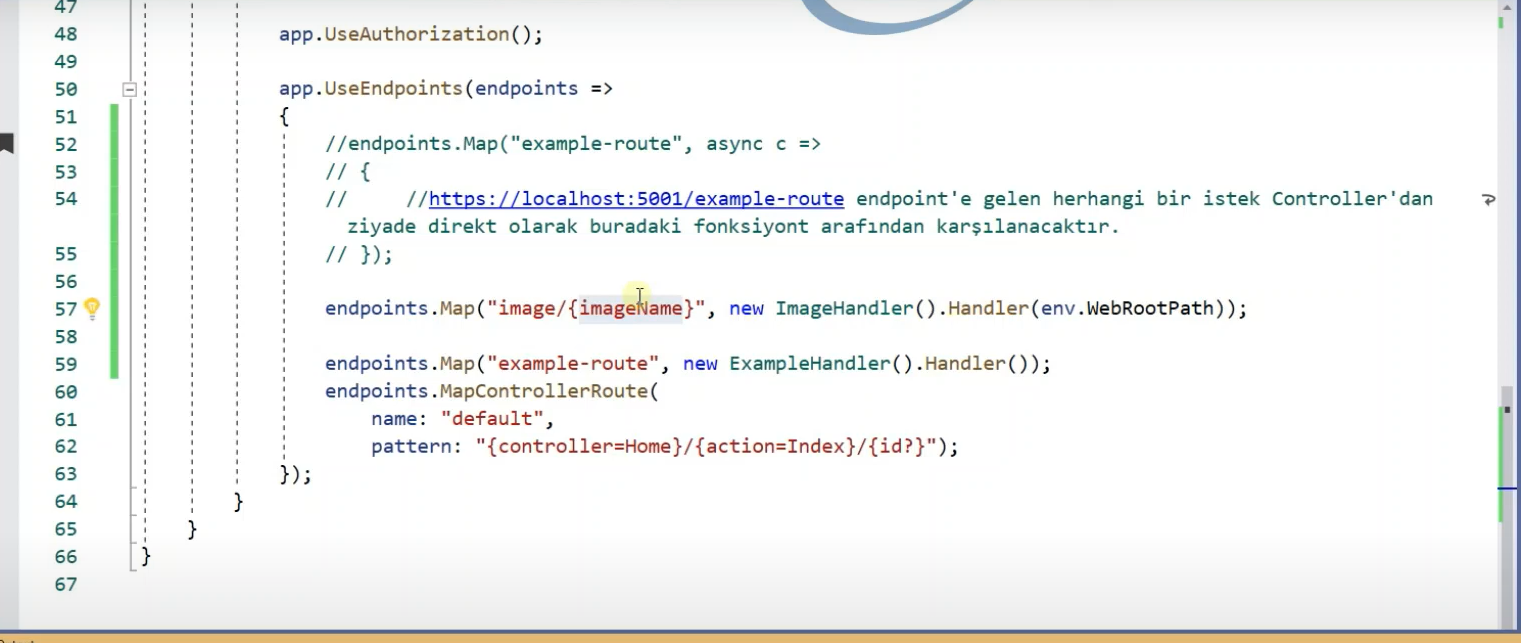 47
48 app.UseAuthorization();
49
50 app.UseEndpoints(endpoints =>
51 {
52 //endpoints.Map("example-route", async c =>
53 // {
54 // //https://localhost:5001/example-route endpoint'e gelen herhangi bir istek Controller'dan
ziyade direkt olarak buradaki fonksiyont arafından karşılanacaktır.
55 // });
56
57 endpoints.Map("image/{imageName}", new ImageHandler().Handler(env.WebRootPath));
58
59 endpoints.Map("example-route", new ExampleHandler().Handler());
60 endpoints.MapControllerRoute(
61 name: "default",
62 pattern: "{controller=Home}/{action=Index}/{id?}");
63 });
64 }
65 }
66 }
67